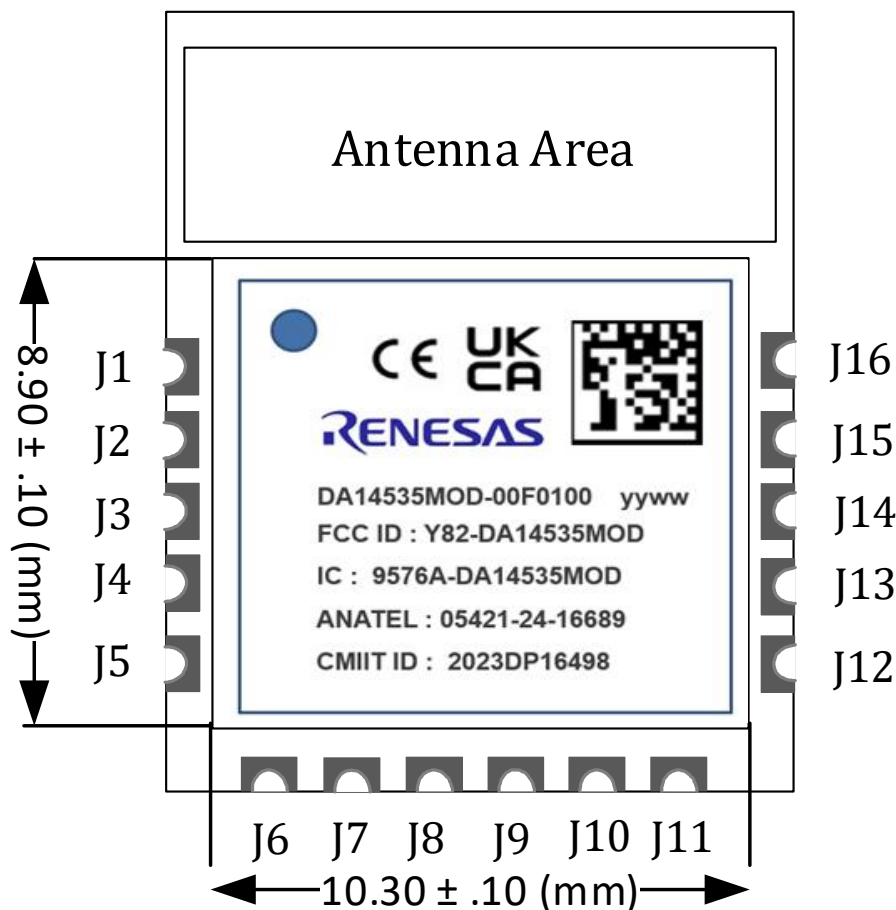 Antenna Area
8.90 ± .10 (mm)
J1
J2
J3
J4
J5
CE UK CA
RENESAS
DA14535MOD-00F0100 yyww
FCC ID : Y82-DA14535MOD
IC : 9576A-DA14535MOD
ANATEL : 05421-24-16689
CMIIT ID : 2023DP16498
J16
J15
J14
J13
J12
J6 J7 J8 J9 J10 J11
10.30 ± .10 (mm)